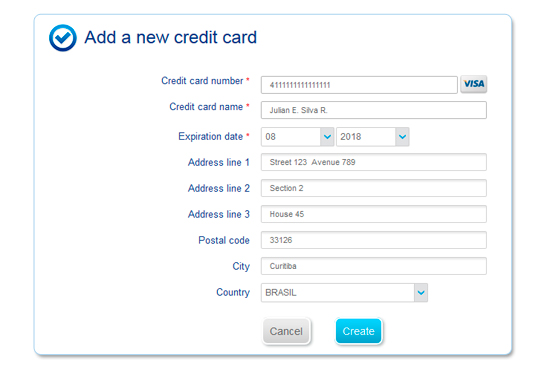 Add a new credit card
Credit card number * 4111111111111111 VISA
Credit card name * Julian E. Silva R.
Expiration date * 08 2018
Address line 1 Street 123 Avenue 789
Address line 2 Section 2
Address line 3 House 45
Postal code 33126
City Curitiba
Country BRASIL
Cancel Create